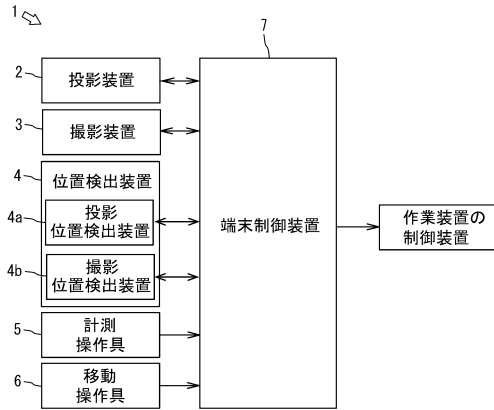 1
7
2
投影装置
3
撮影装置
4
位置検出装置
4a
投影
位置検出装置
4b
撮影
位置検出装置
5
計測
操作具
6
移動
操作具
端末制御装置
作業装置の
制御装置